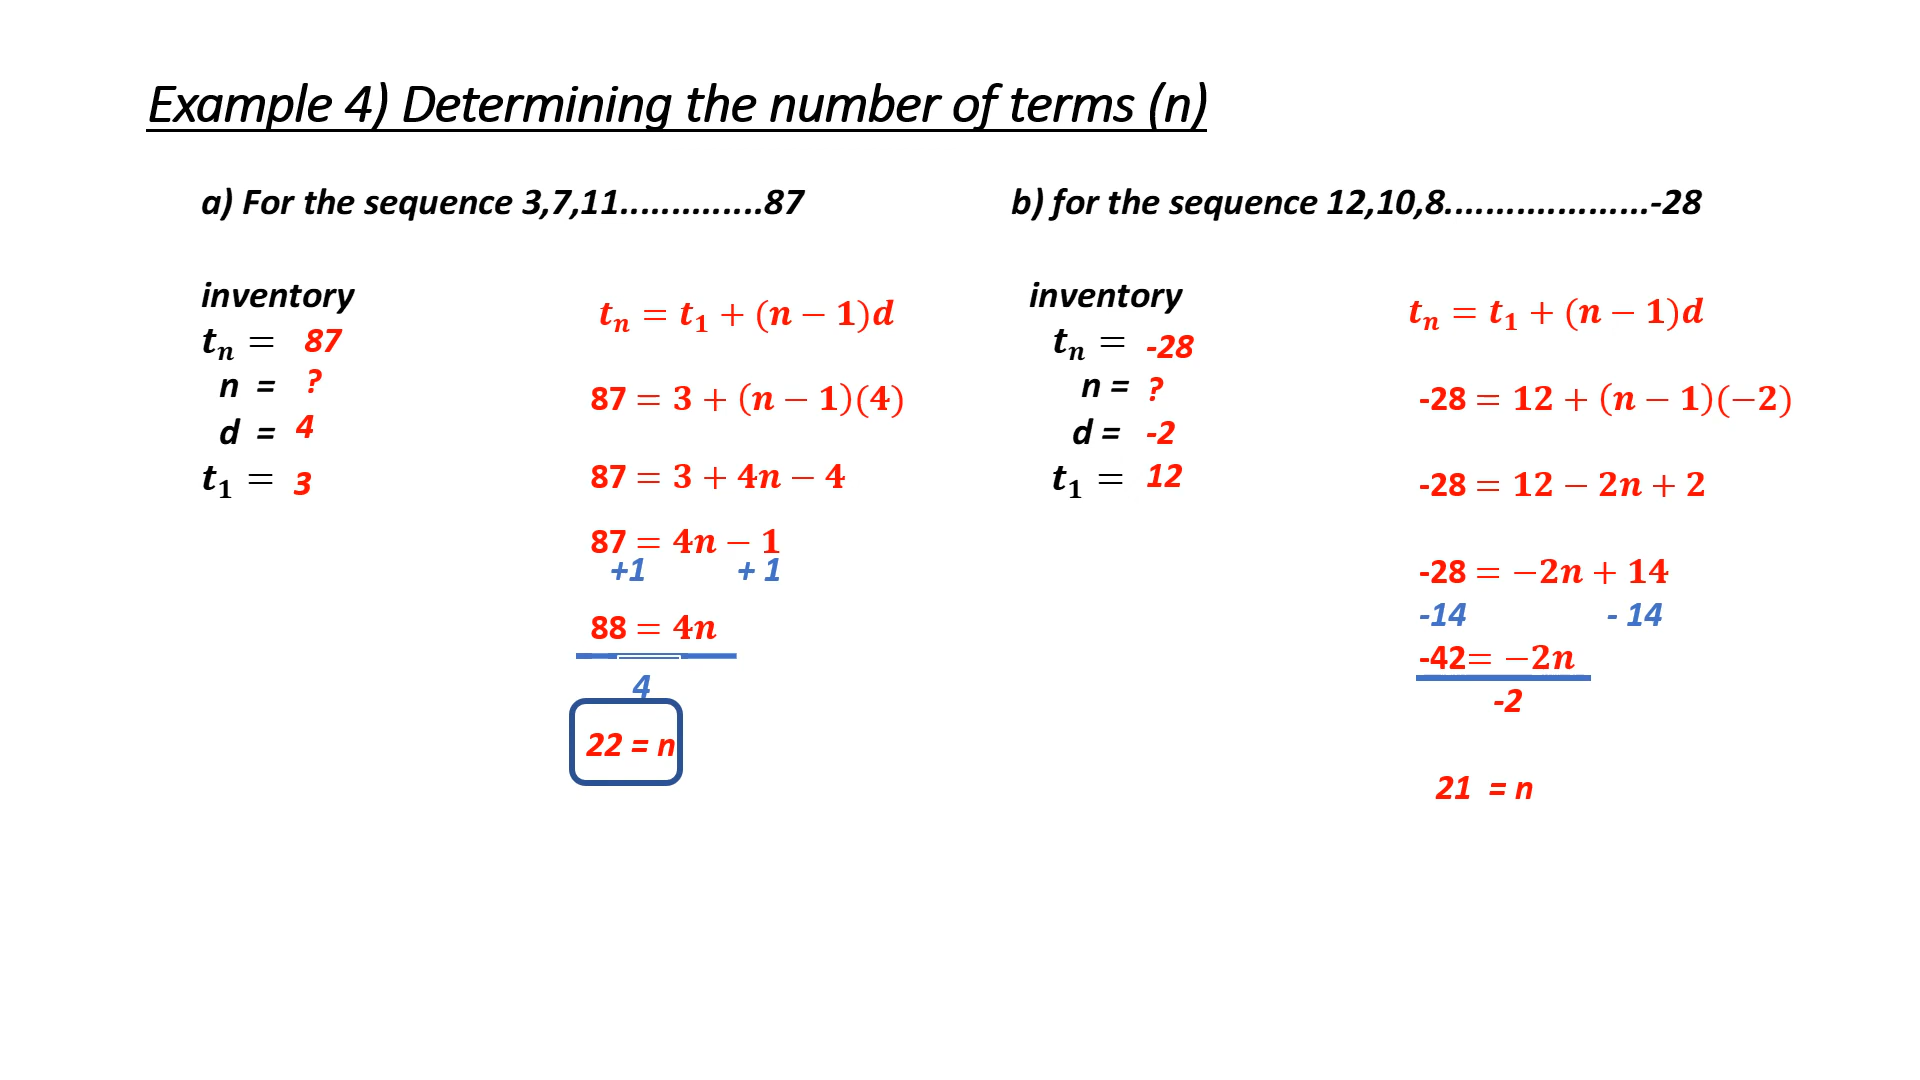 Example 4) Determining the number of terms (n)
a) For the sequence 3,7,11..............87
inventory
tₙ = 87
n = ?
d = 4
t₁ = 3
tₙ = t₁ + (n − 1)d
87 = 3 + (n − 1)(4)
87 = 3 + 4n − 4
87 = 4n − 1
+1 + 1
88 = 4n
4
22 = n
b) for the sequence 12,10,8....................-28
inventory
tₙ = -28
n = ?
d = -2
t₁ = 12
tₙ = t₁ + (n − 1)d
-28 = 12 + (n − 1)(−2)
-28 = 12 − 2n + 2
-28 = −2n + 14
-14 - 14
-42= −2n
-2
21 = n